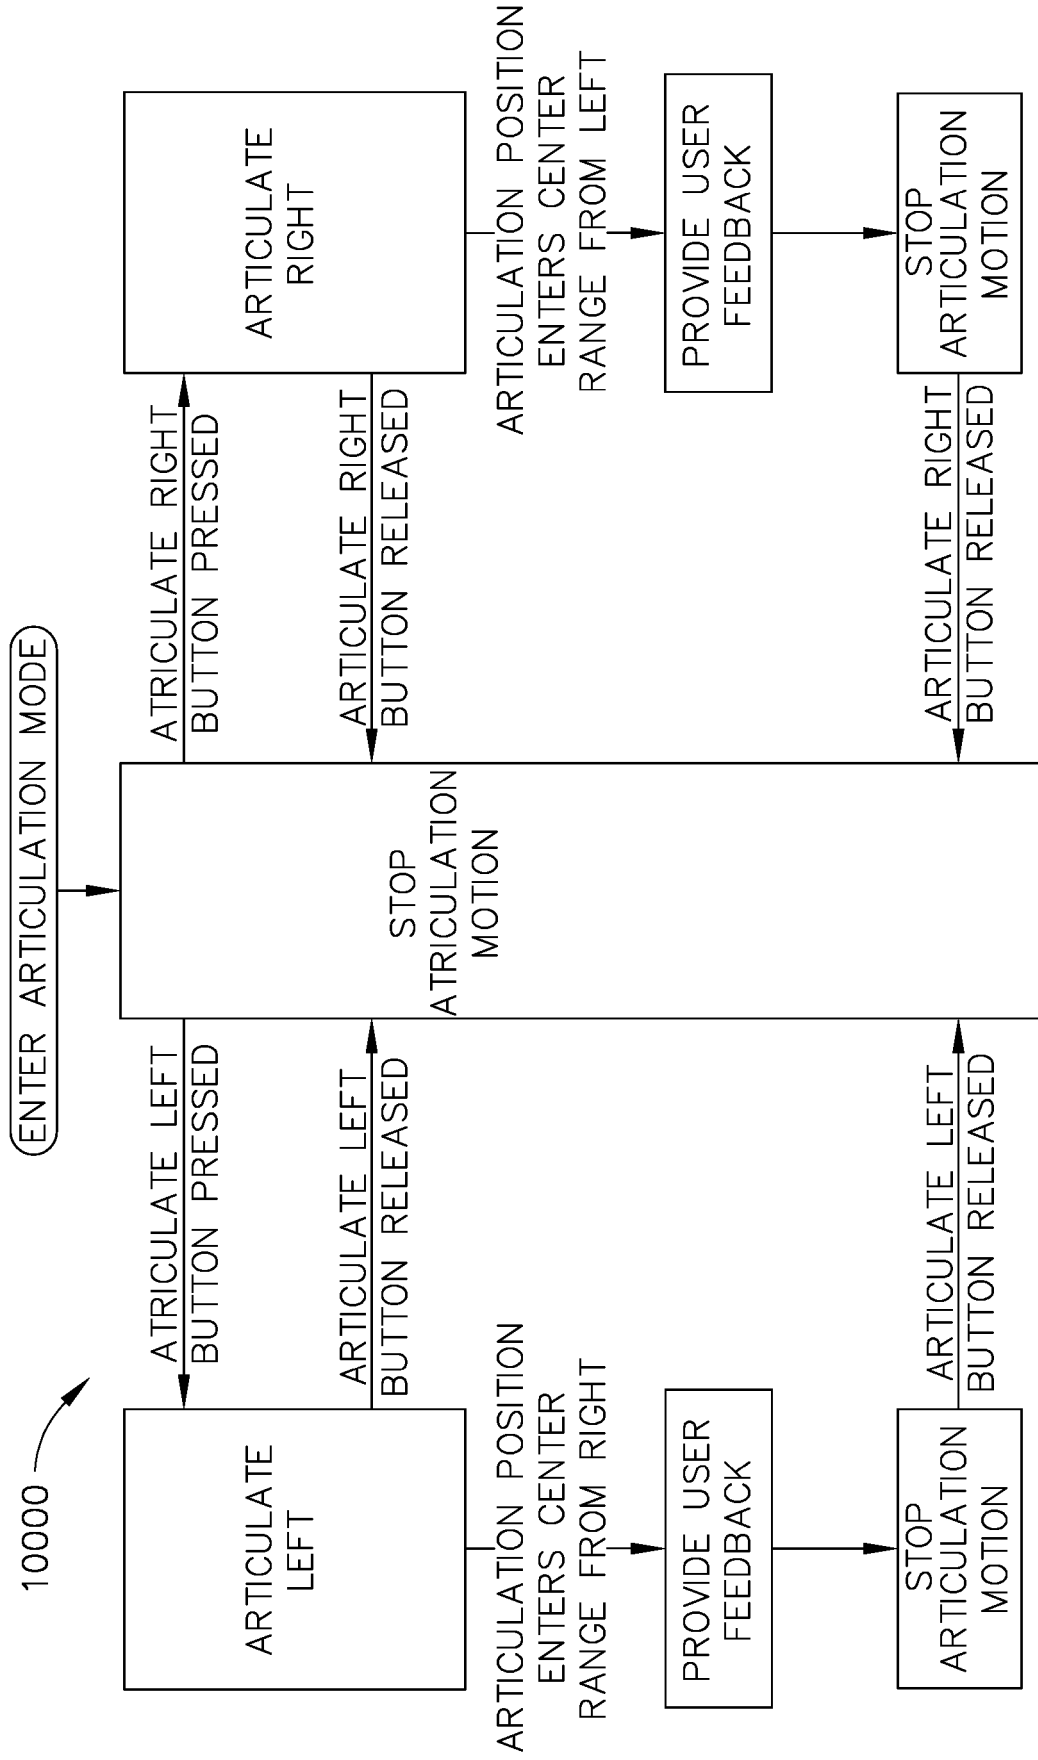 10000
ENTER ARTICULATION MODE
ATRICULATE LEFT
BUTTON PRESSED
ATRICULATE RIGHT
BUTTON PRESSED
ARTICULATE
LEFT
ARTICULATE
RIGHT
ARTICULATE LEFT
BUTTON RELEASED
ARTICULATE RIGHT
BUTTON RELEASED
STOP
ATRICULATION
MOTION
ARTICULATION POSITION
ENTERS CENTER
RANGE FROM RIGHT
ARTICULATION POSITION
ENTERS CENTER
RANGE FROM LEFT
PROVIDE USER
FEEDBACK
PROVIDE USER
FEEDBACK
STOP
ARTICULATION
MOTION
ARTICULATE LEFT
BUTTON RELEASED
ARTICULATE RIGHT
BUTTON RELEASED
STOP
ARTICULATION
MOTION